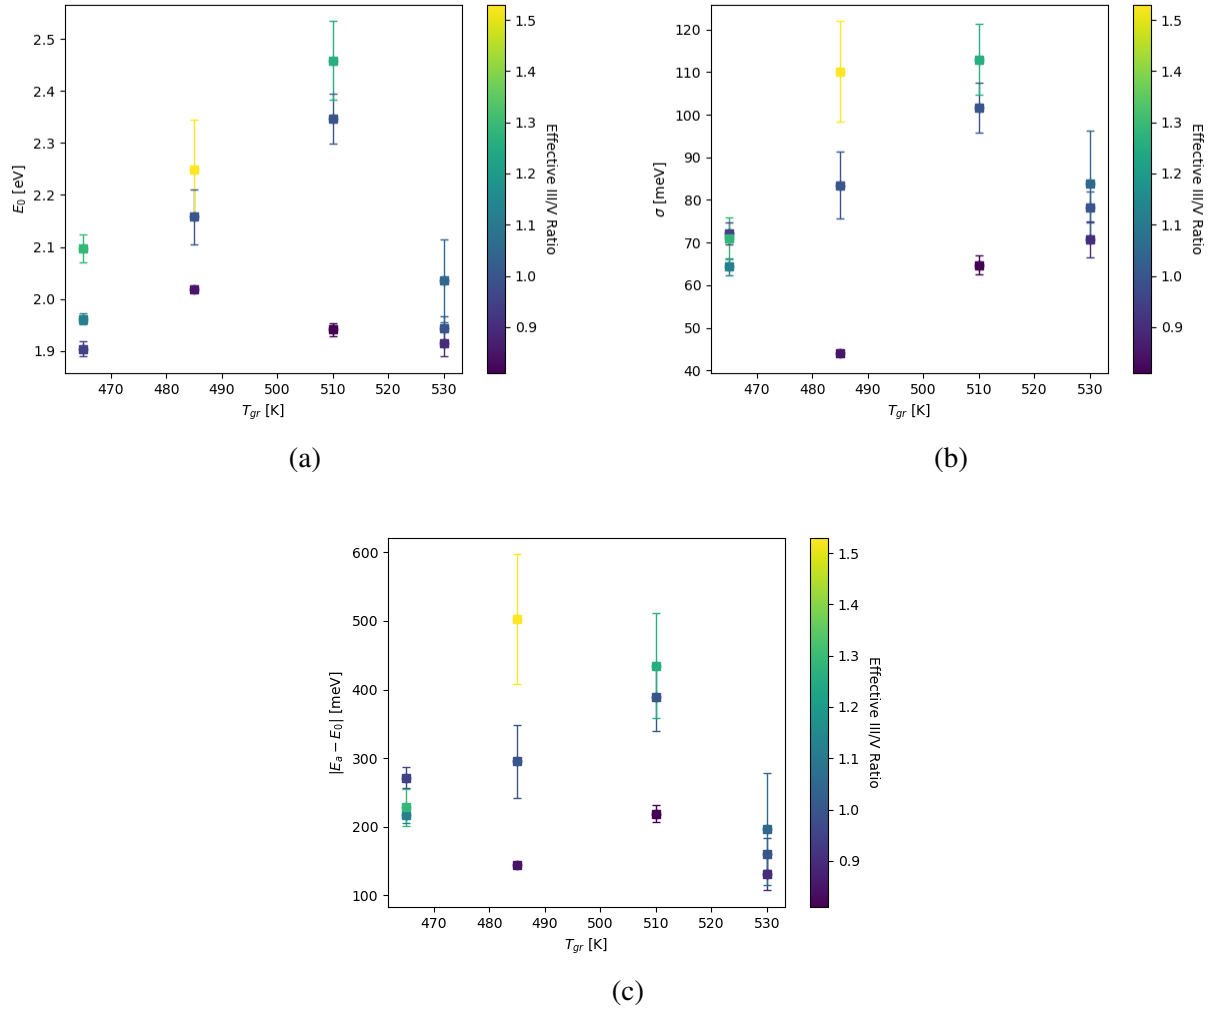 2.5
2.4
2.3
2.2
2.1
2.0
1.9
E₀ [eV]
470 480 490 500 510 520 530
T_gr [K]
1.5
1.4
1.3
1.2
1.1
1.0
0.9
Effective III/V Ratio
(a)
120
110
100
90
80
70
60
50
40
σ [meV]
470 480 490 500 510 520 530
T_gr [K]
1.5
1.4
1.3
1.2
1.1
1.0
0.9
Effective III/V Ratio
(b)
600
500
400
300
200
100
|E_a − E₀| [meV]
470 480 490 500 510 520 530
T_gr [K]
1.5
1.4
1.3
1.2
1.1
1.0
0.9
Effective III/V Ratio
(c)